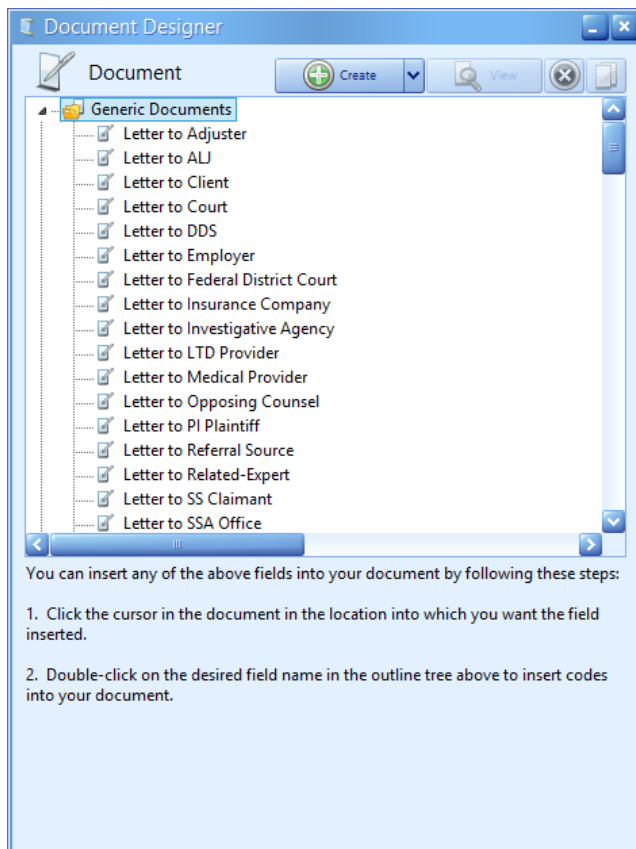 Document Designer
Document
Create
View
Generic Documents
Letter to Adjuster
Letter to ALJ
Letter to Client
Letter to Court
Letter to DDS
Letter to Employer
Letter to Federal District Court
Letter to Insurance Company
Letter to Investigative Agency
Letter to LTD Provider
Letter to Medical Provider
Letter to Opposing Counsel
Letter to PI Plaintiff
Letter to Referral Source
Letter to Related-Expert
Letter to SS Claimant
Letter to SSA Office
You can insert any of the above fields into your document by following these steps:
1. Click the cursor in the document in the location into which you want the field
inserted.
2. Double-click on the desired field name in the outline tree above to insert codes
into your document.